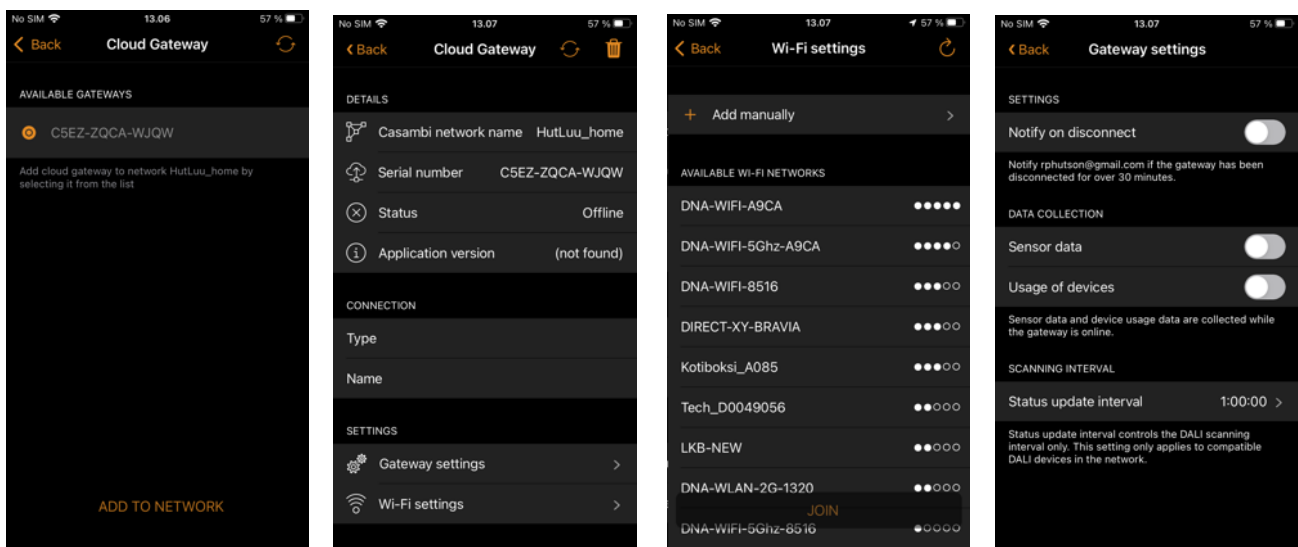 No SIM 13.06 57 %
Back Cloud Gateway
AVAILABLE GATEWAYS
C5EZ-ZQCA-WJQW
Add cloud gateway to network HutLuu_home by
selecting it from the list
ADD TO NETWORK
No SIM 13.07 57 %
Back Cloud Gateway
DETAILS
Casambi network name HutLuu_home
Serial number C5EZ-ZQCA-WJQW
Status Offline
Application version (not found)
CONNECTION
Type
Name
SETTINGS
Gateway settings
Wi-Fi settings
No SIM 13.07 57 %
Back Wi-Fi settings
+ Add manually
AVAILABLE WI-FI NETWORKS
DNA-WIFI-A9CA
DNA-WIFI-5Ghz-A9CA
DNA-WIFI-8516
DIRECT-XY-BRAVIA
Kotiboksi_A085
Tech_D0049056
LKB-NEW
DNA-WLAN-2G-1320
JOIN
DNA-WIFI-5Ghz-8516
No SIM 13.07 57 %
Back Gateway settings
SETTINGS
Notify on disconnect
Notify rphutson@gmail.com if the gateway has been
disconnected for over 30 minutes.
DATA COLLECTION
Sensor data
Usage of devices
Sensor data and device usage data are collected while
the gateway is online.
SCANNING INTERVAL
Status update interval 1:00:00
Status update interval controls the DALI scanning
interval only. This setting only applies to compatible
DALI devices in the network.